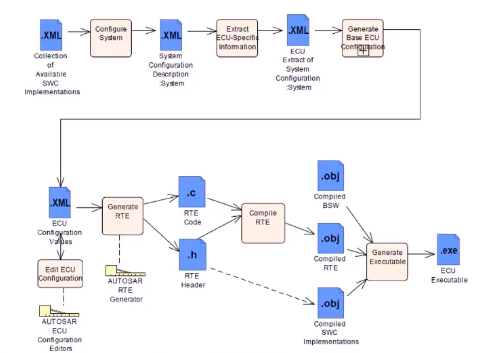 .XML
Collection
of
Available
SWC
Implementations
Configure
System
.XML
System
Configuration
Description
:System
Extract
ECU-Specific
Information
.XML
ECU
Extract of
System
Configuration
:System
Generate
Base ECU
Configuration
.XML
ECU
Configuration
Values
Generate
RTE
.c
RTE
Code
.h
RTE
Header
Compile
RTE
.obj
Compiled
BSW
.obj
Compiled
RTE
.obj
Compiled
SWC
Implementations
Generate
Executable
.exe
ECU
Executable
Edit ECU
Configuration
AUTOSAR
RTE
Generator
AUTOSAR
ECU
Configuration
Editors